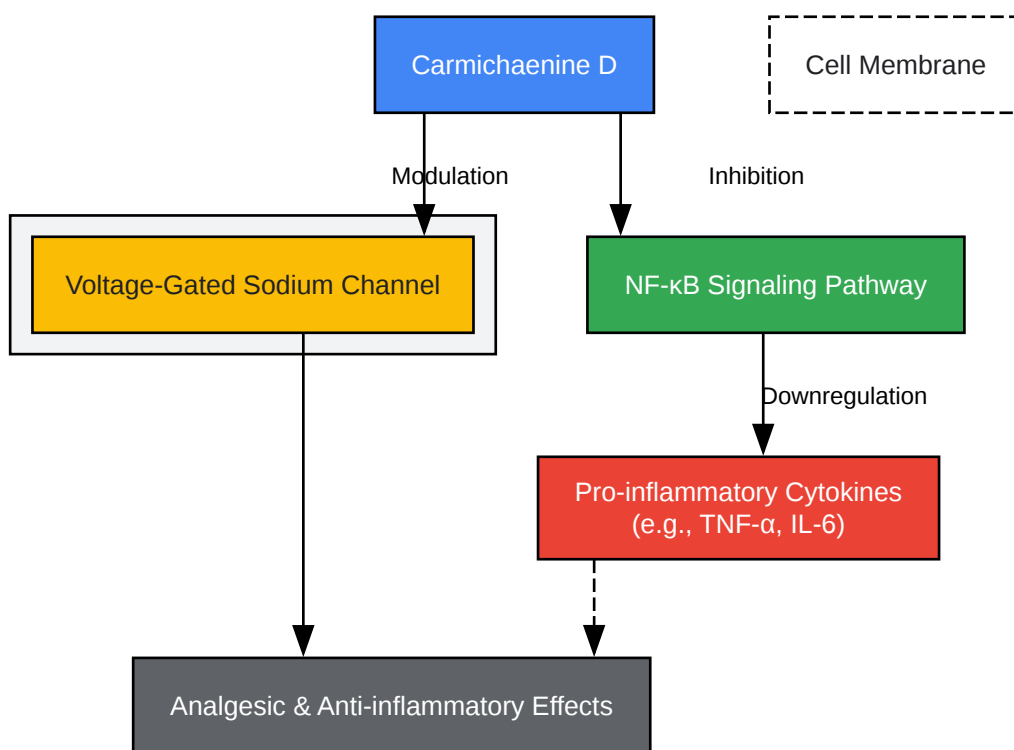 Carmichaenine D
Cell Membrane
Modulation
Inhibition
Voltage-Gated Sodium Channel
NF-κB Signaling Pathway
Downregulation
Pro-inflammatory Cytokines
(e.g., TNF-α, IL-6)
Analgesic & Anti-inflammatory Effects